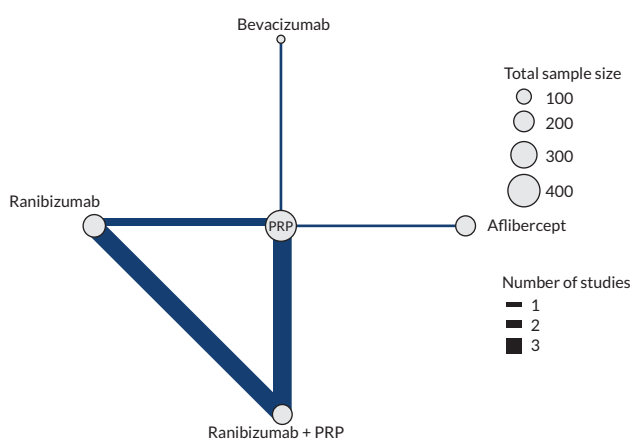 Bevacizumab
Total sample size
100
200
300
400
Ranibizumab
PRP
Aflibercept
Number of studies
1
2
3
Ranibizumab + PRP